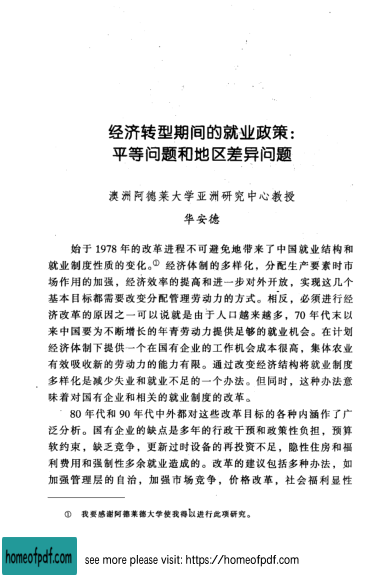 经济转型期间的就业政策：
平等问题和地区差异问题
澳洲阿德莱大学亚洲研究中心教授
华安德
始于 1978 年的改革进程不可避免地带来了中国就业结构和
就业制度性质的变化。① 经济体制的多样化，分配生产要素时市
场作用的加强，经济效率的提高和进一步对外开放，实现这几个
基本目标都需要改变分配管理劳动力的方式。相反，必须进行经
济改革的原因之一可以说就是由于人口越来越多，70 年代末以
来中国要为不断增长的年青劳动力提供足够的就业机会。在计划
经济体制下提供一个在国有企业的工作机会成本很高，集体农业
有效吸收新的劳动力的能力有限。通过改变经济结构将就业制度
多样化是减少失业和就业不足的一个办法。但同时，这种办法意
味着对国有企业和相关的就业制度的改革。
80 年代和 90 年代中外都对这些改革目标的各种内涵作了广
泛分析。国有企业的缺点是多年的行政干预和政策性负担，预算
软约束，缺乏竞争，更新过时设备的再投资不足，隐性住房和福
利费用和强制性多余就业造成的。改革的建议包括多种办法，如
加强管理层的自治，加强市场竞争，价格改革，社会福利显性
① 我要感谢阿德莱德大学使我得以进行此项研究。
homeofpdf.com
see more please visit: https://homeofpdf.com